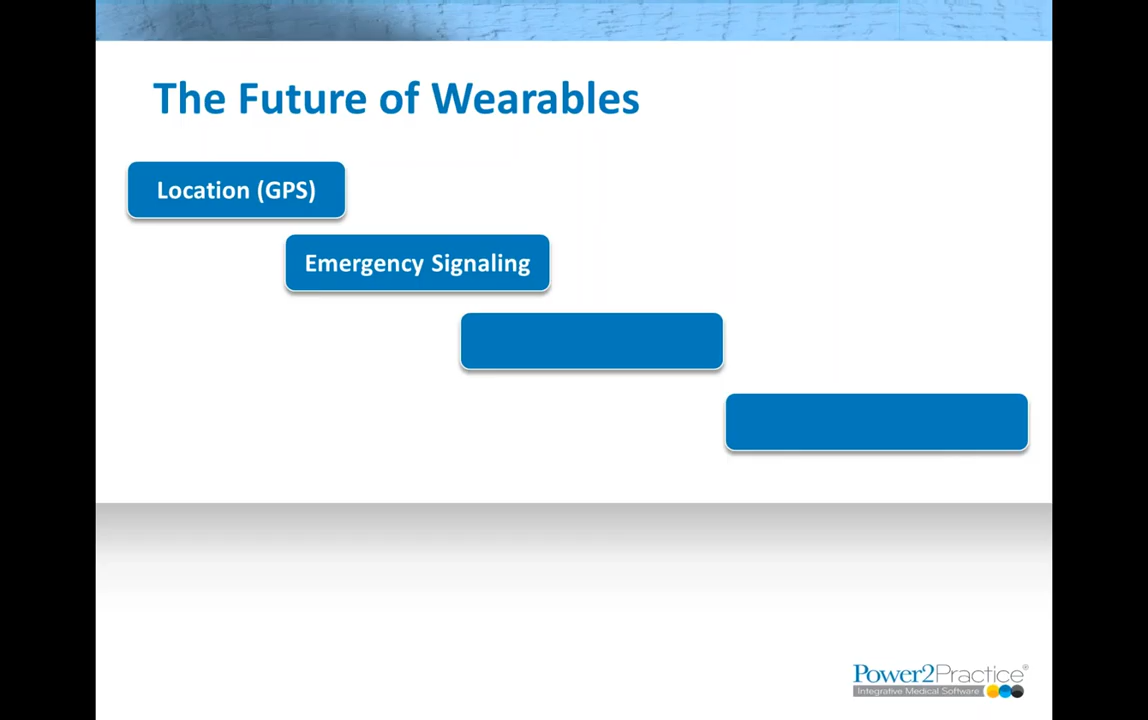 The Future of Wearables
Location (GPS)
Emergency Signaling
Power2Practice®
Integrative Medical Software